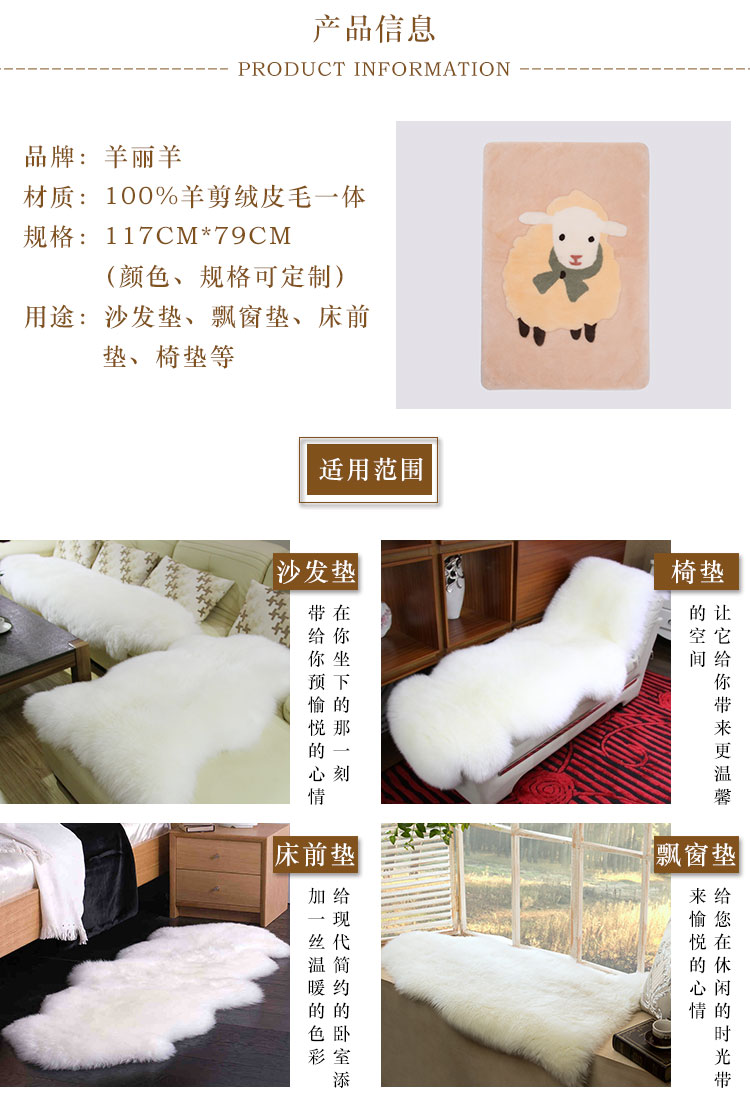 产品信息
PRODUCT INFORMATION
品牌：羊丽羊
材质：100%羊剪绒皮毛一体
规格：117CM*79CM
（颜色、规格可定制）
用途：沙发垫、飘窗垫、床前
垫、椅垫等
适用范围
沙发垫
在你坐下的那一刻
带给你预愉悦的心情
椅垫
让它给你带来更温馨
的空间
床前垫
给现代简约的卧室添
加一丝温暖的色彩
飘窗垫
给您在休闲的时光带
来愉悦的心情